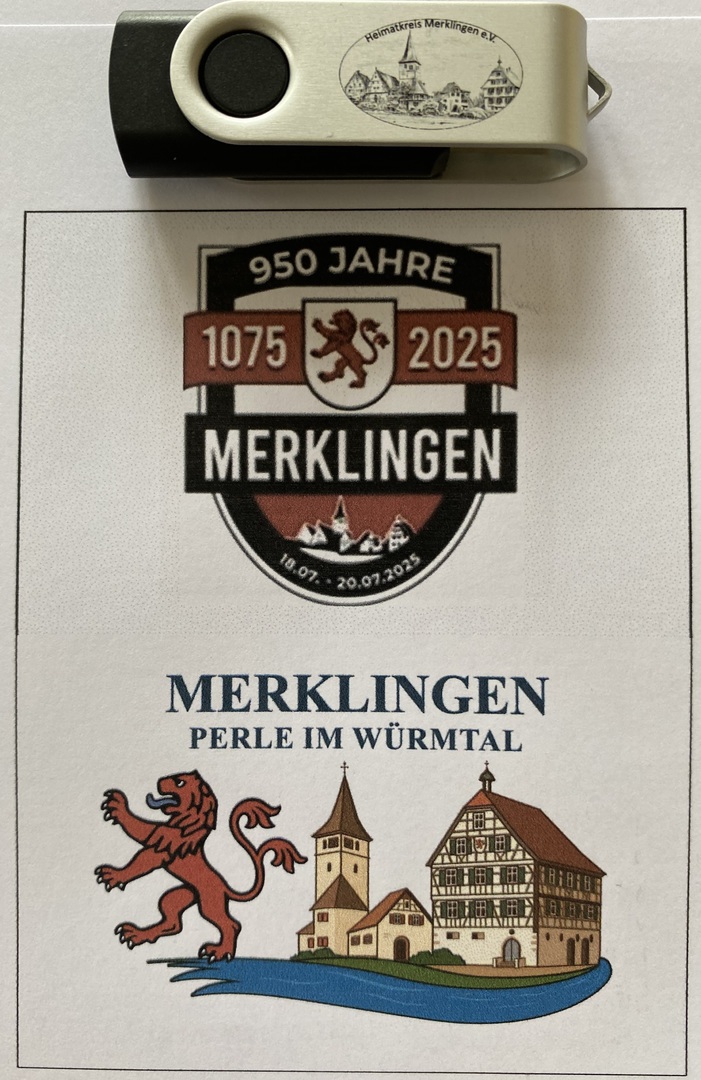 Heimatkreis Merklingen e.V.
950 JAHRE
1075 2025
MERKLINGEN
18.07. - 20.07.2025
MERKLINGEN
PERLE IM WÜRMTAL